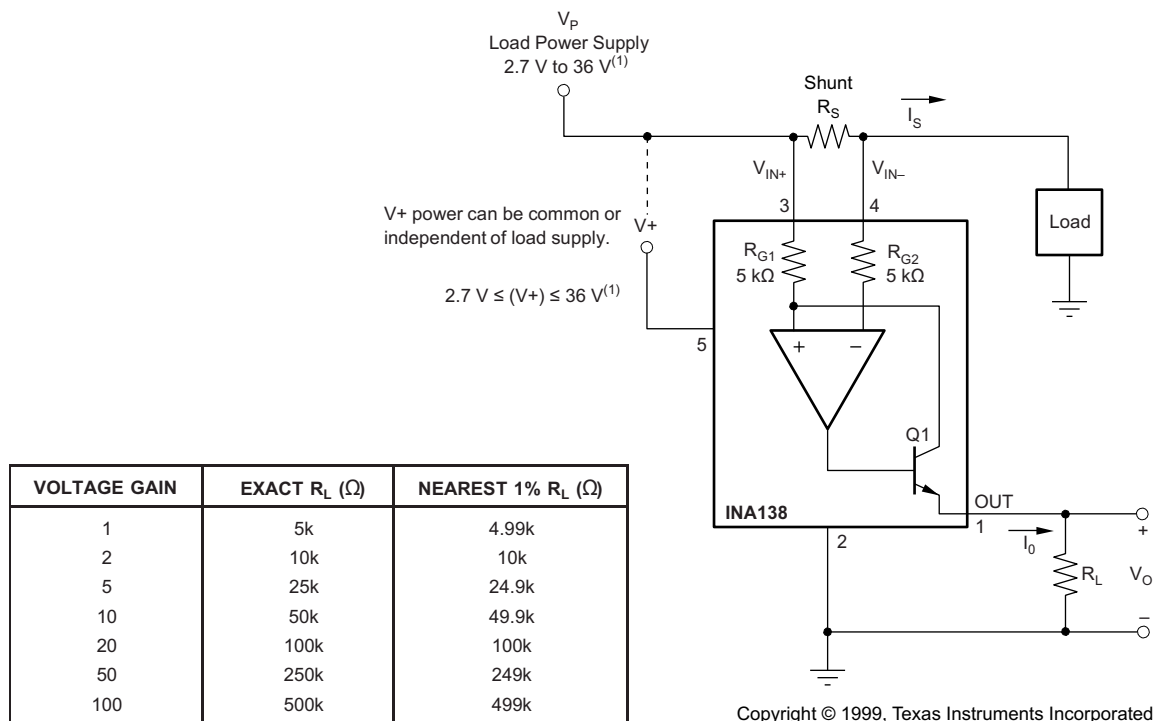 V_P
Load Power Supply
2.7 V to 36 V^(1)
Shunt
R_S
I_S
V_IN+
V_IN–
3
4
V+ power can be common or
independent of load supply.
V+
Load
R_G1
5 kΩ
R_G2
5 kΩ
2.7 V ≤ (V+) ≤ 36 V^(1)
5
+
–
Q1
INA138
OUT
1
2
I_0
+
R_L
V_O
–
VOLTAGE GAIN EXACT R_L (Ω) NEAREST 1% R_L (Ω)
1 5k 4.99k
2 10k 10k
5 25k 24.9k
10 50k 49.9k
20 100k 100k
50 250k 249k
100 500k 499k
Copyright © 1999, Texas Instruments Incorporated